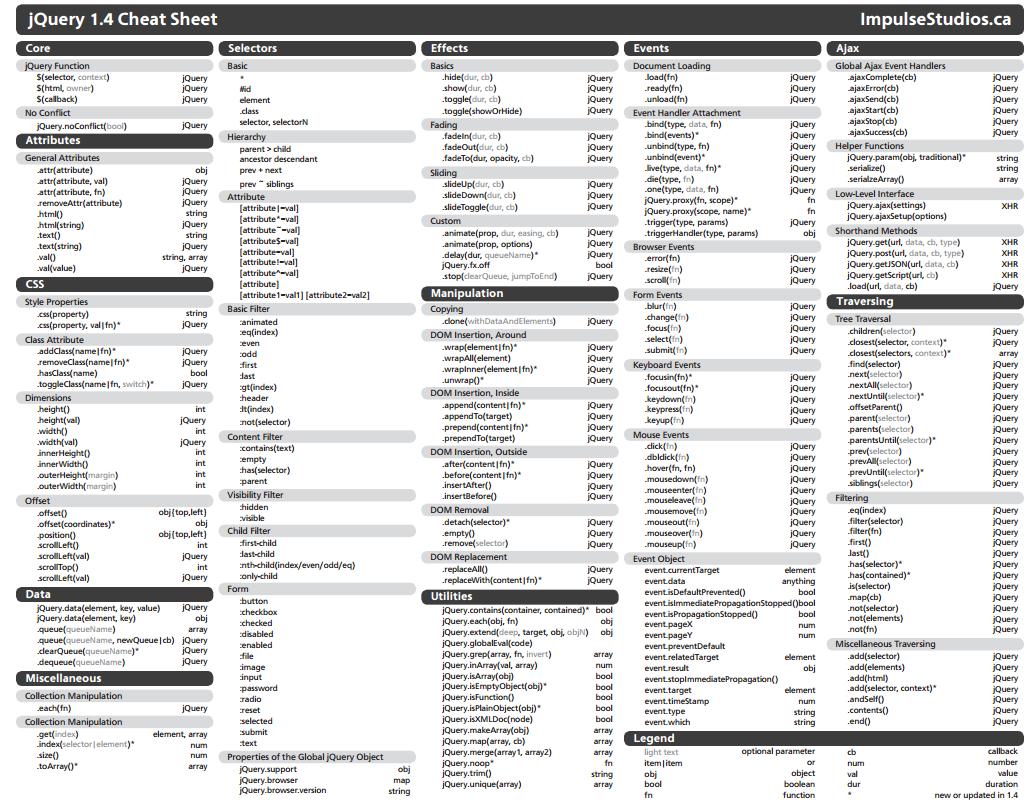 jQuery 1.4 Cheat Sheet ImpulseStudios.ca
Core
jQuery Function
$(selector, context) jQuery
$(html, owner) jQuery
$(callback) jQuery
No Conflict
jQuery.noConflict(bool) jQuery
Attributes
General Attributes
.attr(attribute) obj
.attr(attribute, val) jQuery
.attr(attribute, fn) jQuery
.removeAttr(attribute) jQuery
.html() string
.html(string) jQuery
.text() string
.text(string) jQuery
.val() string, array
.val(value) jQuery
CSS
Style Properties
.css(property) string
.css(property, val|fn)* jQuery
Class Attribute
.addClass(name|fn)* jQuery
.removeClass(name|fn)* jQuery
.hasClass(name) bool
.toggleClass(name|fn, switch)* jQuery
Dimensions
.height() int
.height(val) jQuery
.width() int
.width(val) jQuery
.innerHeight() int
.innerWidth() int
.outerHeight(margin) int
.outerWidth(margin) int
Offset
.offset() obj{top,left}
.offset(coordinates)* obj
.position() obj{top,left}
.scrollLeft() int
.scrollLeft(val) jQuery
.scrollTop() int
.scrollLeft(val) jQuery
Data
jQuery.data(element, key, value) jQuery
jQuery.data(element, key) obj
.queue(queueName) array
.queue(queueName, newQueue|cb) jQuery
.clearQueue(queueName)* jQuery
.dequeue(queueName) jQuery
Miscellaneous
Collection Manipulation
.each(fn) jQuery
Collection Manipulation
.get(index) element, array
.index(selector|element)* num
.size() num
.toArray()* array
Selectors
Basic
*
#id
element
.class
selector, selectorN
Hierarchy
parent > child
ancestor descendant
prev + next
prev ~ siblings
Attribute
[attribute|=val]
[attribute*=val]
[attribute~=val]
[attribute$=val]
[attribute=val]
[attribute!=val]
[attribute^=val]
[attribute]
[attribute1=val1] [attribute2=val2]
Basic Filter
:animated
:eq(index)
:even
:odd
:first
:last
:gt(index)
:header
:lt(index)
:not(selector)
Content Filter
:contains(text)
:empty
:has(selector)
:parent
Visibility Filter
:hidden
:visible
Child Filter
:first-child
:last-child
:nth-child(index/even/odd/eq)
:only-child
Form
:button
:checkbox
:checked
:disabled
:enabled
:file
:image
:input
:password
:radio
:reset
:selected
:submit
:text
Properties of the Global jQuery Object
jQuery.support obj
jQuery.browser map
jQuery.browser.version string
Effects
Basics
.hide(dur, cb) jQuery
.show(dur, cb) jQuery
.toggle(dur, cb) jQuery
.toggle(showOrHide) jQuery
Fading
.fadeIn(dur, cb) jQuery
.fadeOut(dur, cb) jQuery
.fadeTo(dur, opacity, cb) jQuery
Sliding
.slideUp(dur, cb) jQuery
.slideDown(dur, cb) jQuery
.slideToggle(dur, cb) jQuery
Custom
.animate(prop, dur, easing, cb) jQuery
.animate(prop, options) jQuery
.delay(dur, queueName)* jQuery
jQuery.fx.off bool
.stop(clearQueue, jumpToEnd) jQuery
Manipulation
Copying
.clone(withDataAndElements) jQuery
DOM Insertion, Around
.wrap(element|fn)* jQuery
.wrapAll(element) jQuery
.wrapInner(element|fn)* jQuery
.unwrap()* jQuery
DOM Insertion, Inside
.append(content|fn)* jQuery
.appendTo(target) jQuery
.prepend(content|fn)* jQuery
.prependTo(target) jQuery
DOM Insertion, Outside
.after(content|fn)* jQuery
.before(content|fn)* jQuery
.insertAfter() jQuery
.insertBefore() jQuery
DOM Removal
.detach(selector)* jQuery
.empty() jQuery
.remove(selector) jQuery
DOM Replacement
.replaceAll() jQuery
.replaceWith(content|fn)* jQuery
Utilities
jQuery.contains(container, contained)* bool
jQuery.each(obj, fn) obj
jQuery.extend(deep, target, obj, objN) obj
jQuery.globalEval(code)
jQuery.grep(array, fn, invert) array
jQuery.inArray(val, array) num
jQuery.isArray(obj) bool
jQuery.isEmptyObject(obj)* bool
jQuery.isFunction() bool
jQuery.isPlainObject(obj)* bool
jQuery.isXMLDoc(node) bool
jQuery.makeArray(obj) array
jQuery.map(array, cb) array
jQuery.merge(array1, array2) array
jQuery.noop* fn
jQuery.trim() string
jQuery.unique(array) array
Events
Document Loading
.load(fn) jQuery
.ready(fn) jQuery
.unload(fn) jQuery
Event Handler Attachment
.bind(type, data, fn) jQuery
.bind(events)* jQuery
.unbind(type, fn) jQuery
.unbind(event)* jQuery
.live(type, data, fn)* jQuery
.die(type, fn) jQuery
.one(type, data, fn) jQuery
jQuery.proxy(fn, scope)* fn
jQuery.proxy(scope, name)* fn
.trigger(type, params) jQuery
.triggerHandler(type, params) obj
Browser Events
.error(fn) jQuery
.resize(fn) jQuery
.scroll(fn) jQuery
Form Events
.blur(fn) jQuery
.change(fn) jQuery
.focus(fn) jQuery
.select(fn) jQuery
.submit(fn) jQuery
Keyboard Events
.focusin(fn)* jQuery
.focusout(fn)* jQuery
.keydown(fn) jQuery
.keypress(fn) jQuery
.keyup(fn) jQuery
Mouse Events
.click(fn) jQuery
.dblclick(fn) jQuery
.hover(fn, fn) jQuery
.mousedown(fn) jQuery
.mouseenter(fn) jQuery
.mouseleave(fn) jQuery
.mousemove(fn) jQuery
.mouseout(fn) jQuery
.mouseover(fn) jQuery
.mouseup(fn) jQuery
Event Object
event.currentTarget element
event.data anything
event.isDefaultPrevented() bool
event.isImmediatePropagationStopped()bool
event.isPropagationStopped() bool
event.pageX num
event.pageY num
event.preventDefault
event.relatedTarget element
event.result obj
event.stopImmediatePropagation()
event.target element
event.timeStamp num
event.type string
event.which string
Ajax
Global Ajax Event Handlers
.ajaxComplete(cb) jQuery
.ajaxError(cb) jQuery
.ajaxSend(cb) jQuery
.ajaxStart(cb) jQuery
.ajaxStop(cb) jQuery
.ajaxSuccess(cb) jQuery
Helper Functions
jQuery.param(obj, traditional)* string
.serialize() string
.serialzeArray() array
Low-Level Interface
jQuery.ajax(settings) XHR
jQuery.ajaxSetup(options)
Shorthand Methods
jQuery.get(url, data, cb, type) XHR
jQuery.post(url, data, cb, type) XHR
jQuery.getJSON(url, data, cb) XHR
jQuery.getScript(url, cb) XHR
.load(url, data, cb) jQuery
Traversing
Tree Traversal
.children(selector) jQuery
.closest(selector, context)* jQuery
.closest(selectors, context)* array
.find(selector) jQuery
.next(selector) jQuery
.nextAll(selector) jQuery
.nextUntil(selector)* jQuery
.offsetParent() jQuery
.parent(selector) jQuery
.parents(selector) jQuery
.parentsUntil(selector)* jQuery
.prev(selector) jQuery
.prevAll(selector) jQuery
.prevUntil(selector)* jQuery
.siblings(selector) jQuery
Filtering
.eq(index) jQuery
.filter(selector) jQuery
.filter(fn) jQuery
.first() jQuery
.last() jQuery
.has(selector)* jQuery
.has(contained)* jQuery
.is(selector) jQuery
.map(cb) jQuery
.not(selector) jQuery
.not(elements) jQuery
.not(fn) jQuery
Miscellaneous Traversing
.add(selector) jQuery
.add(elements) jQuery
.add(html) jQuery
.add(selector, context)* jQuery
.andSelf() jQuery
.contents() jQuery
.end() jQuery
Legend
light text optional parameter cb callback
item|item or num number
obj object val value
bool boolean dur duration
fn function * new or updated in 1.4